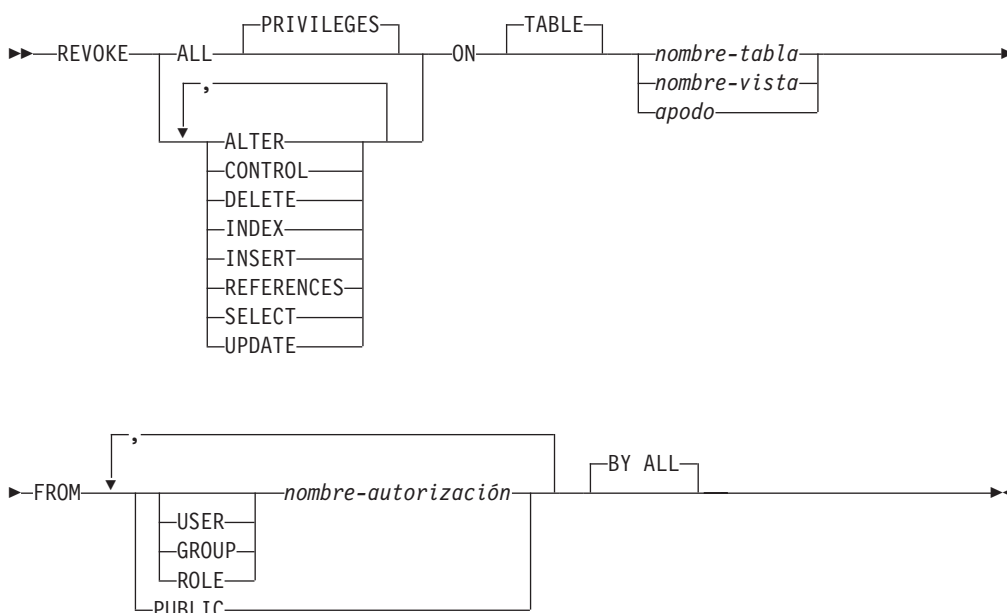 PRIVILEGES
TABLE
REVOKE ALL ON nombre-tabla
, nombre-vista
apodo
ALTER
CONTROL
DELETE
INDEX
INSERT
REFERENCES
SELECT
UPDATE
,
BY ALL
FROM nombre-autorización
USER
GROUP
ROLE
PUBLIC